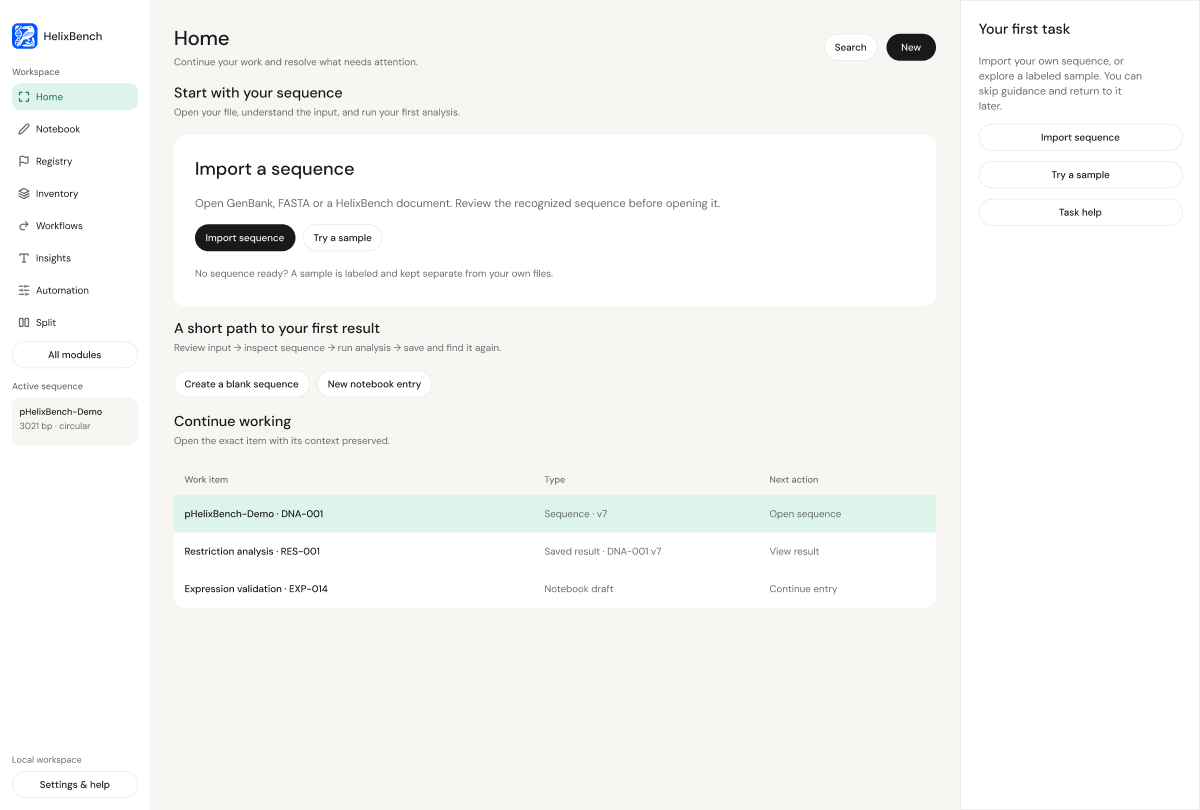 HelixBench
Workspace
Home
Notebook
Registry
Inventory
Workflows
Insights
Automation
Split
All modules
Active sequence
pHelixBench-Demo
3021 bp · circular
Local workspace
Settings & help
Home
Continue your work and resolve what needs attention.
Search
New
Start with your sequence
Open your file, understand the input, and run your first analysis.
Import a sequence
Open GenBank, FASTA or a HelixBench document. Review the recognized sequence before opening it.
Import sequence
Try a sample
No sequence ready? A sample is labeled and kept separate from your own files.
A short path to your first result
Review input → inspect sequence → run analysis → save and find it again.
Create a blank sequence
New notebook entry
Continue working
Open the exact item with its context preserved.
Work item Type Next action
pHelixBench-Demo · DNA-001 Sequence · v7 Open sequence
Restriction analysis · RES-001 Saved result · DNA-001 v7 View result
Expression validation · EXP-014 Notebook draft Continue entry
Your first task
Import your own sequence, or
explore a labeled sample. You can
skip guidance and return to it
later.
Import sequence
Try a sample
Task help